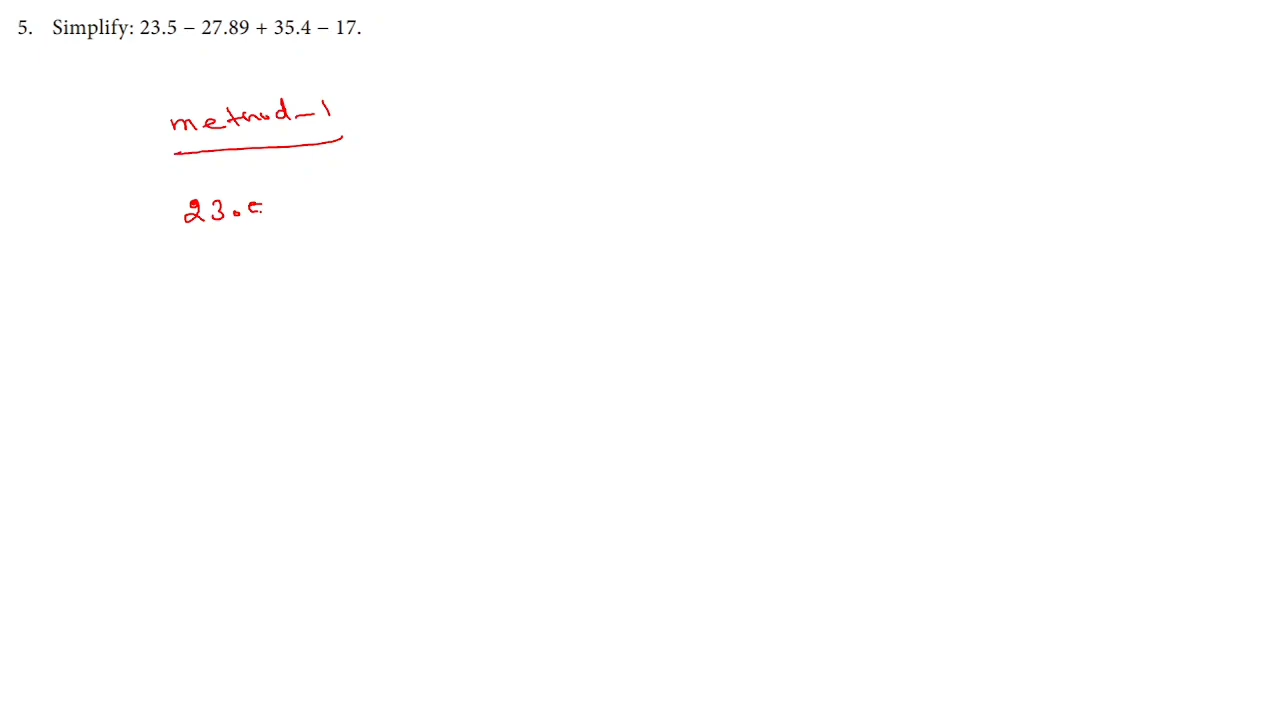 5. Simplify: 23.5 − 27.89 + 35.4 − 17.
method-1
23.5